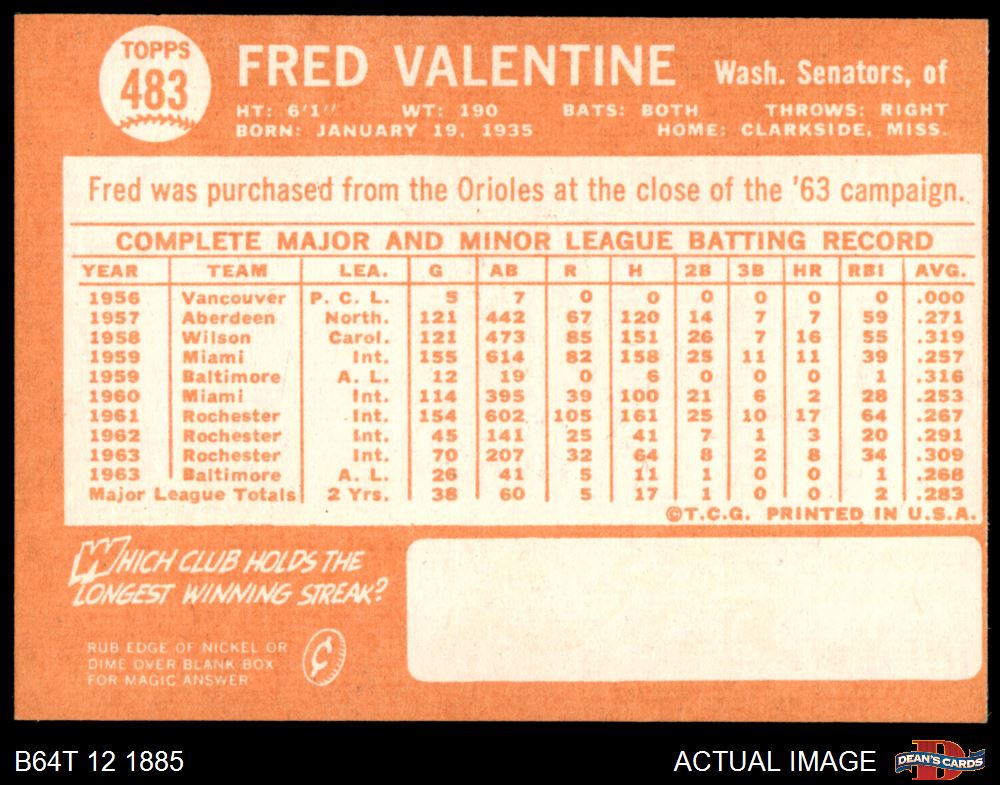 TOPPS
483
FRED VALENTINE Wash. Senators, of
HT: 6'1" WT: 190 BATS: BOTH THROWS: RIGHT
BORN: JANUARY 19, 1935 HOME: CLARKSIDE, MISS.
Fred was purchased from the Orioles at the close of the '63 campaign.
COMPLETE MAJOR AND MINOR LEAGUE BATTING RECORD
YEAR TEAM LEA. G AB R H 2B 3B HR RBI AVG.
1956 Vancouver P. C. L. 5 7 0 0 0 0 0 0 .000
1957 Aberdeen North. 121 442 67 120 14 7 7 59 .271
1958 Wilson Carol. 121 473 85 151 26 7 16 55 .319
1959 Miami Int. 155 614 82 158 25 11 11 39 .257
1959 Baltimore A. L. 12 19 0 6 0 0 0 1 .316
1960 Miami Int. 114 395 39 100 21 6 2 28 .253
1961 Rochester Int. 154 602 105 161 25 10 17 64 .267
1962 Rochester Int. 45 141 25 41 7 1 3 20 .291
1963 Rochester Int. 70 207 32 64 8 2 8 34 .309
1963 Baltimore A. L. 26 41 5 11 1 0 0 1 .268
Major League Totals 2 Yrs. 38 60 5 17 1 0 0 2 .283
©T.C.G. PRINTED IN U.S.A.
WHICH CLUB HOLDS THE
LONGEST WINNING STREAK?
RUB EDGE OF NICKEL OR
DIME OVER BLANK BOX
FOR MAGIC ANSWER
¢
B64T 12 1885 ACTUAL IMAGE
D
DEAN'S CARDS